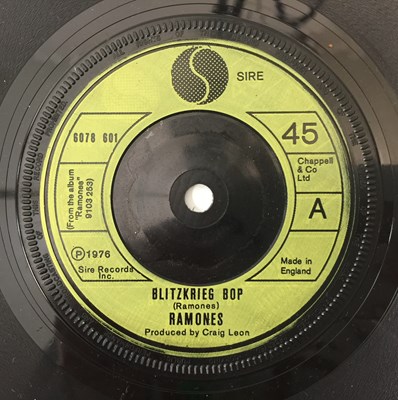 SIRE
6078 601
45
(From the album
"Ramones"
9103 253)
Chappell
& Co
Ltd
A
℗ 1976
Sire Records
Inc.
Made in
England
BLITZKRIEG BOP
(Ramones)
RAMONES
Produced by Craig Leon